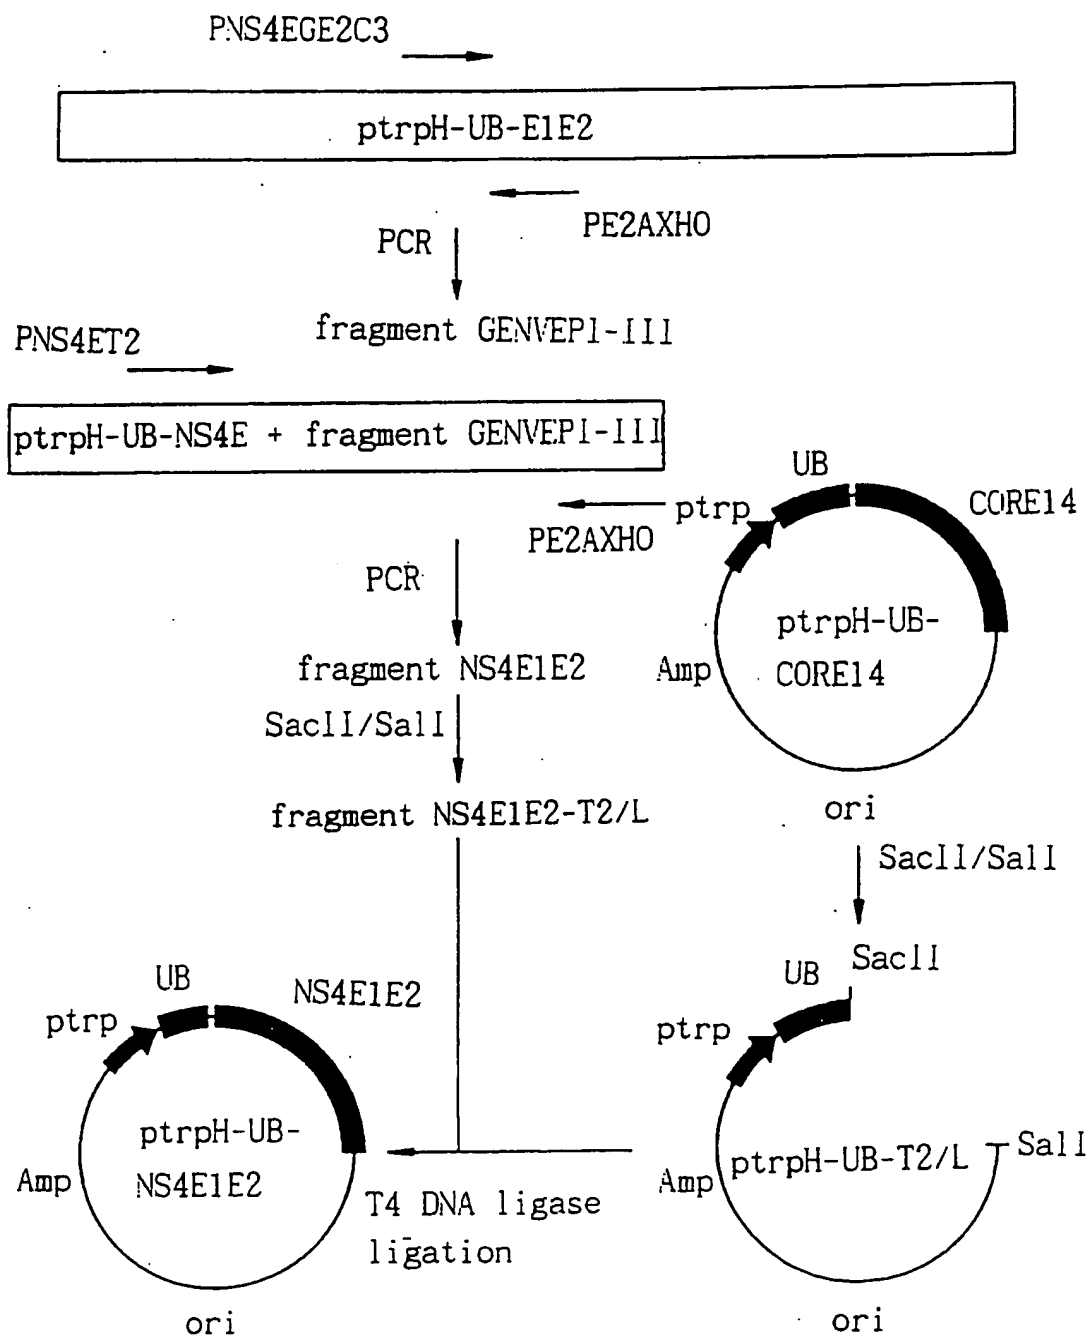 PNS4EGE2C3
ptrpH-UB-E1E2
PE2AXHO
PCR
fragment GENVEPI-III
PNS4ET2
ptrpH-UB-NS4E + fragment GENVEPI-III
PE2AXHO
PCR
fragment NS4E1E2
SacII/SalI
fragment NS4E1E2-T2/L
UB
ptrp
CORE14
ptrpH-UB-
CORE14
Amp
ori
SacII/SalI
UB
SacII
ptrp
ptrpH-UB-T2/L
SalI
Amp
ori
T4 DNA ligase
ligation
UB
NS4E1E2
ptrp
ptrpH-UB-
NS4E1E2
Amp
ori